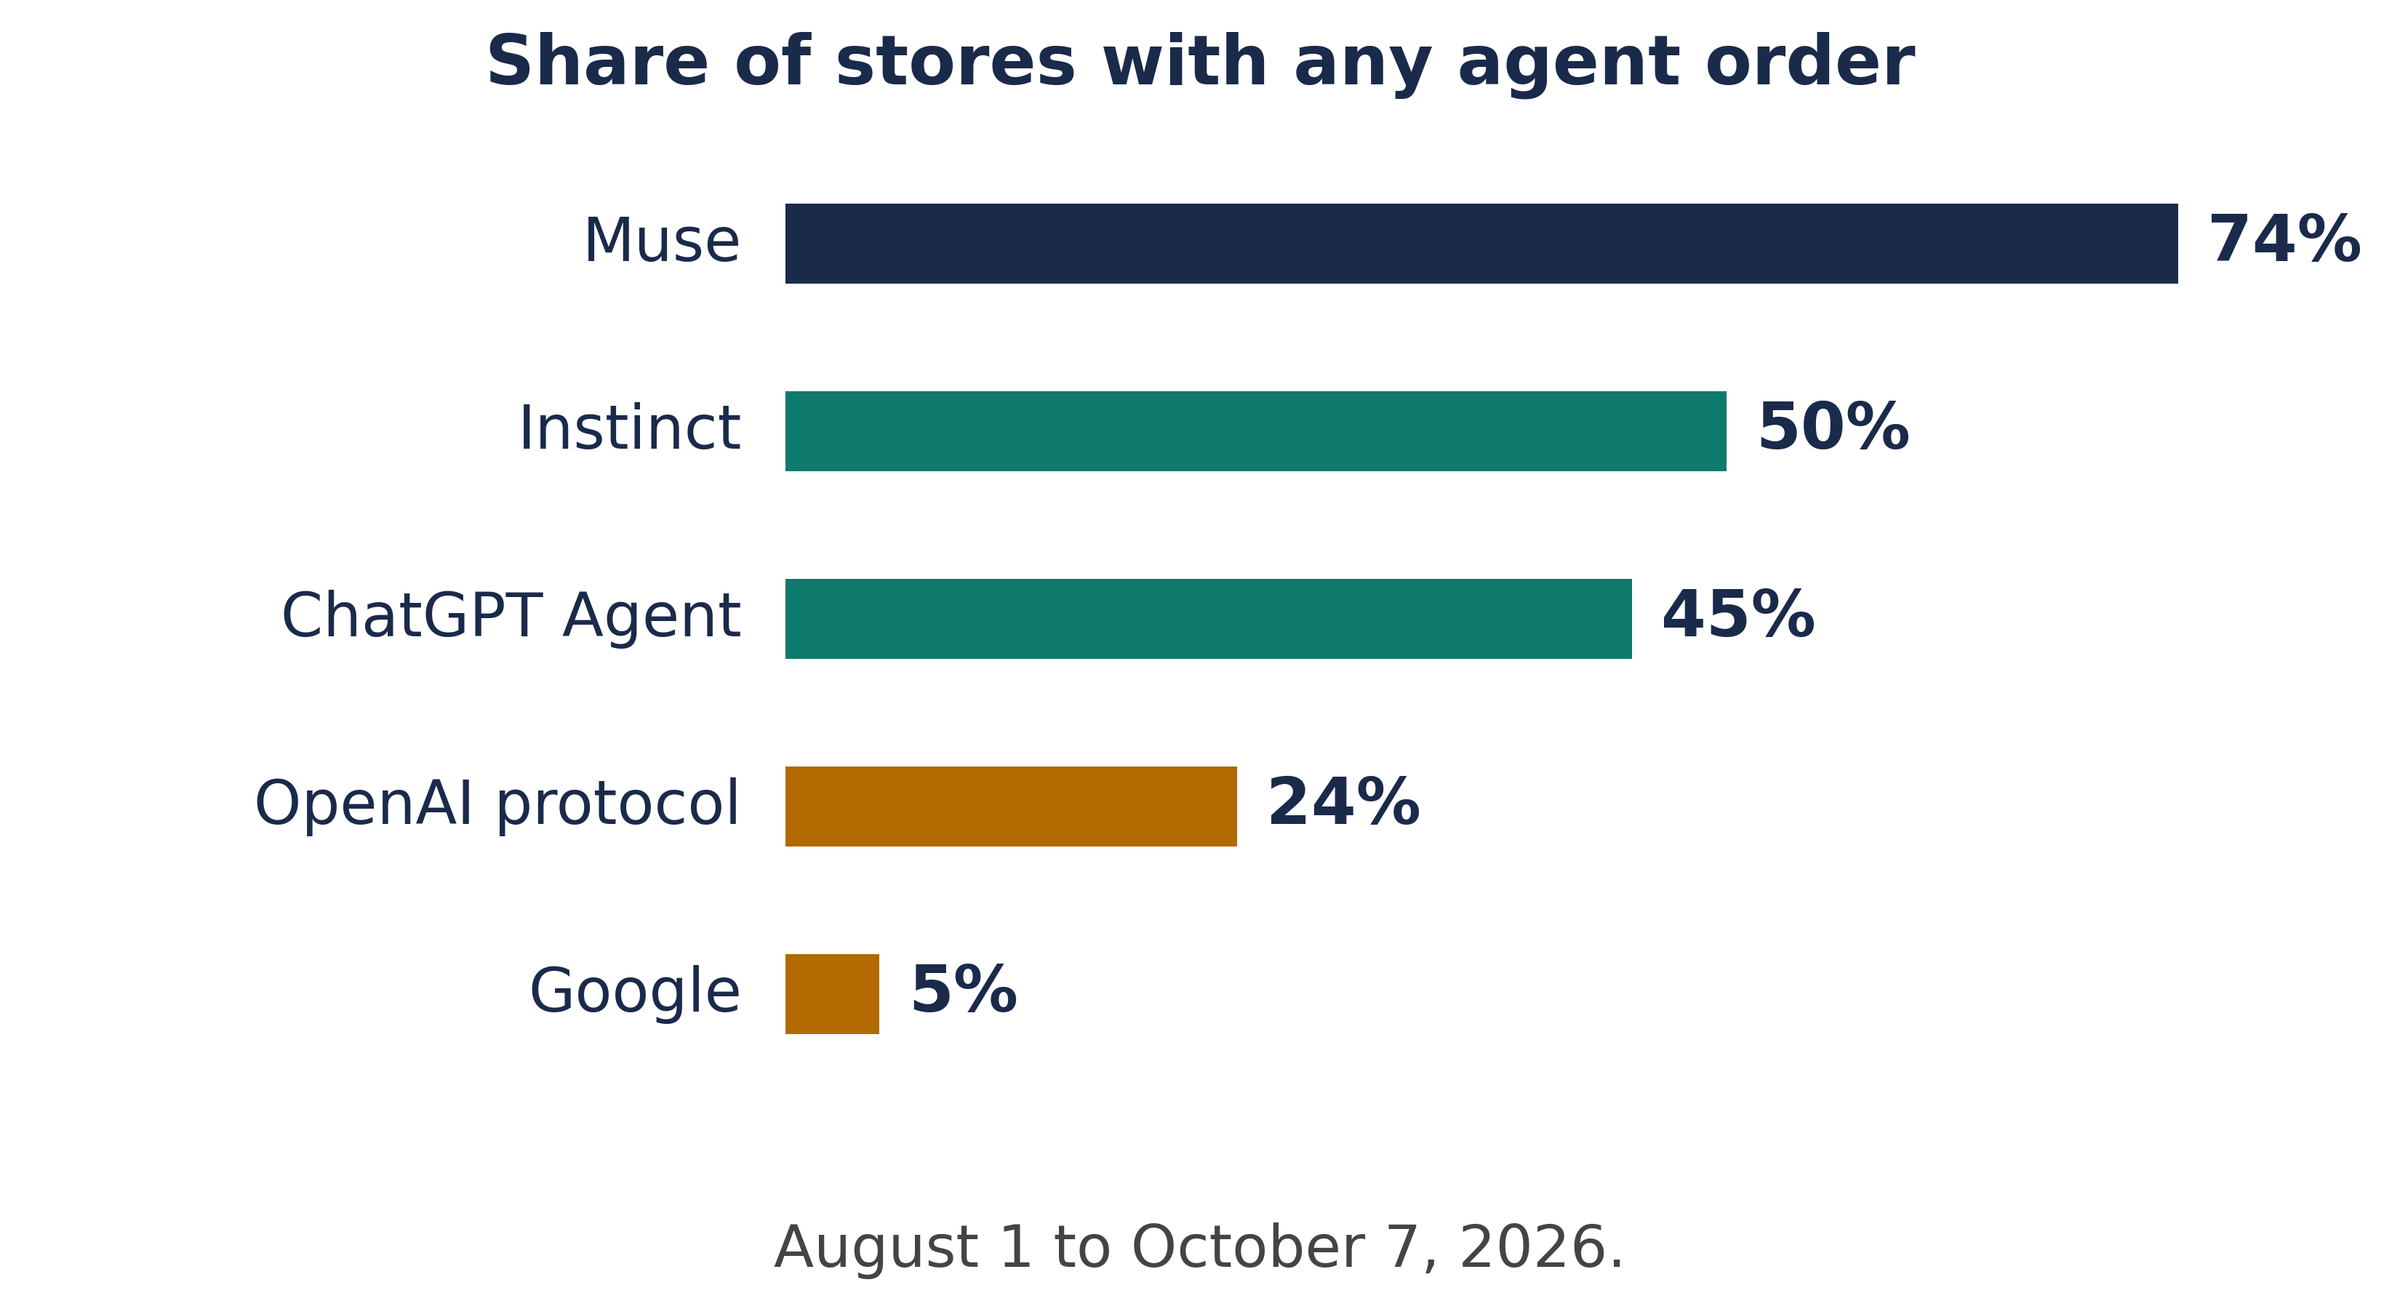 Share of stores with any agent order
Muse 74%
Instinct 50%
ChatGPT Agent 45%
OpenAI protocol 24%
Google 5%
August 1 to October 7, 2026.